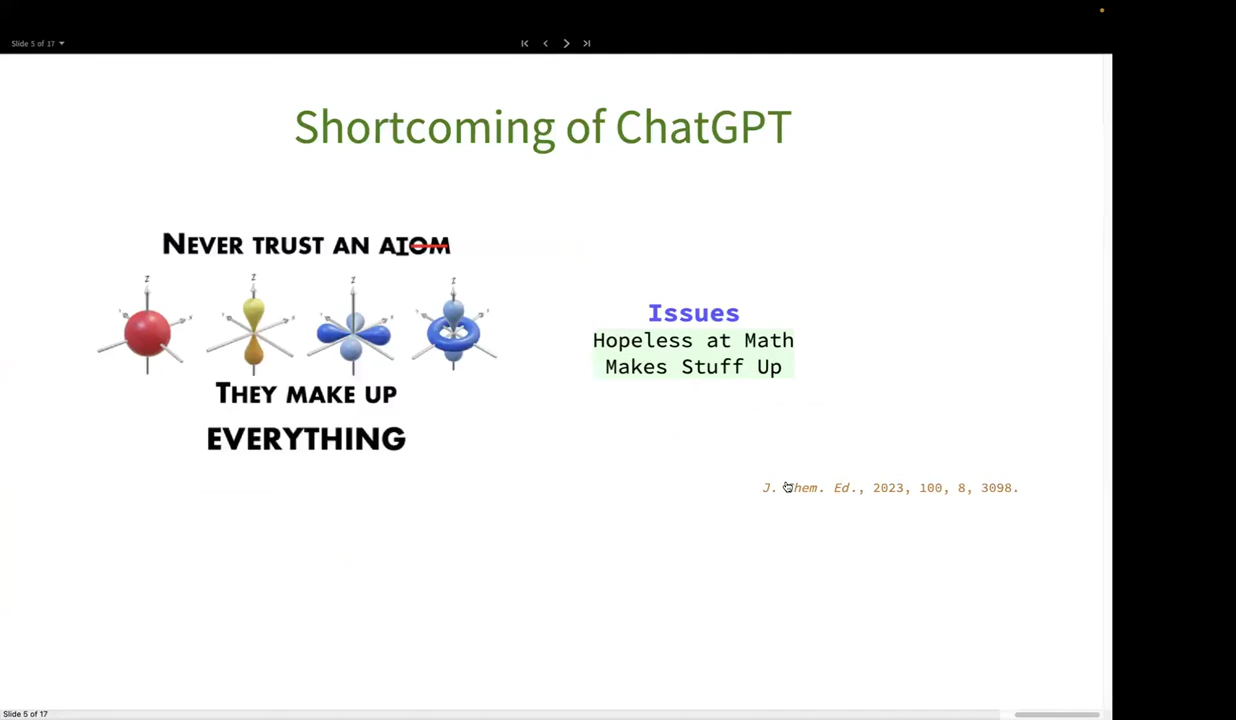 Slide 5 of 17
Shortcoming of ChatGPT
NEVER TRUST AN AIOM
Z Z Z Z
THEY MAKE UP
EVERYTHING
Issues
Hopeless at Math
Makes Stuff Up
J. Chem. Ed., 2023, 100, 8, 3098.
Slide 5 of 17